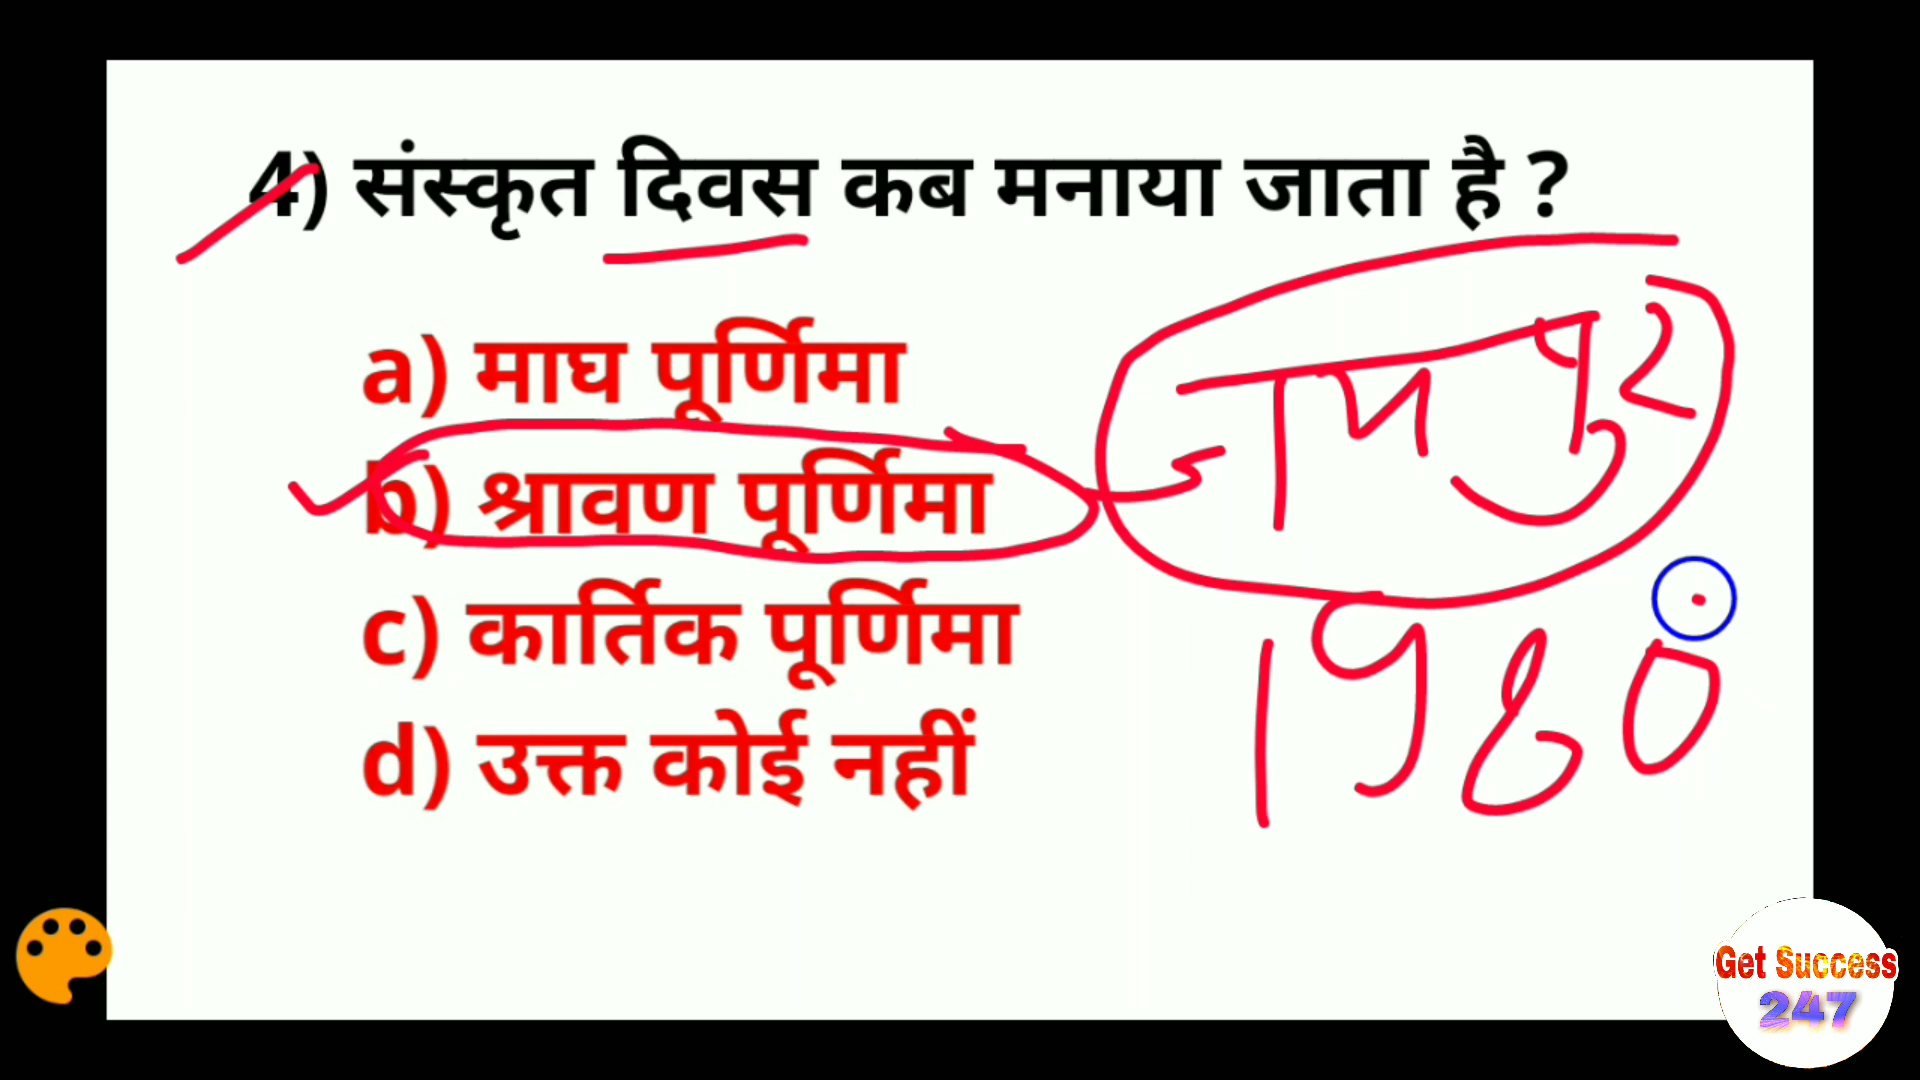 4) संस्कृत दिवस कब मनाया जाता है ?
a) माघ पूर्णिमा
b) श्रावण पूर्णिमा
c) कार्तिक पूर्णिमा
d) उक्त कोई नहीं
1980
Get Success
247